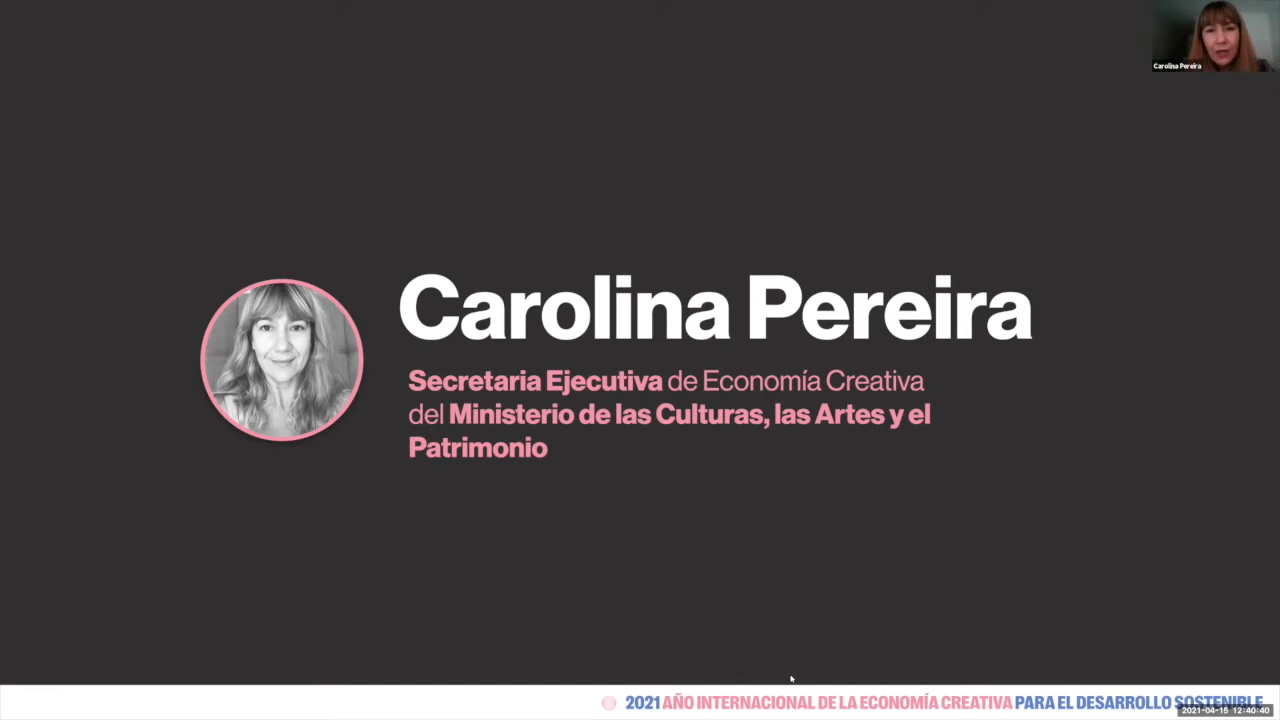 Carolina Pereira
Carolina Pereira
Secretaria Ejecutiva de Economía Creativa
del Ministerio de las Culturas, las Artes y el
Patrimonio
2021 AÑO INTERNACIONAL DE LA ECONOMÍA CREATIVA PARA EL DESARROLLO SOSTENIBLE
2021-04-15 12:40:40